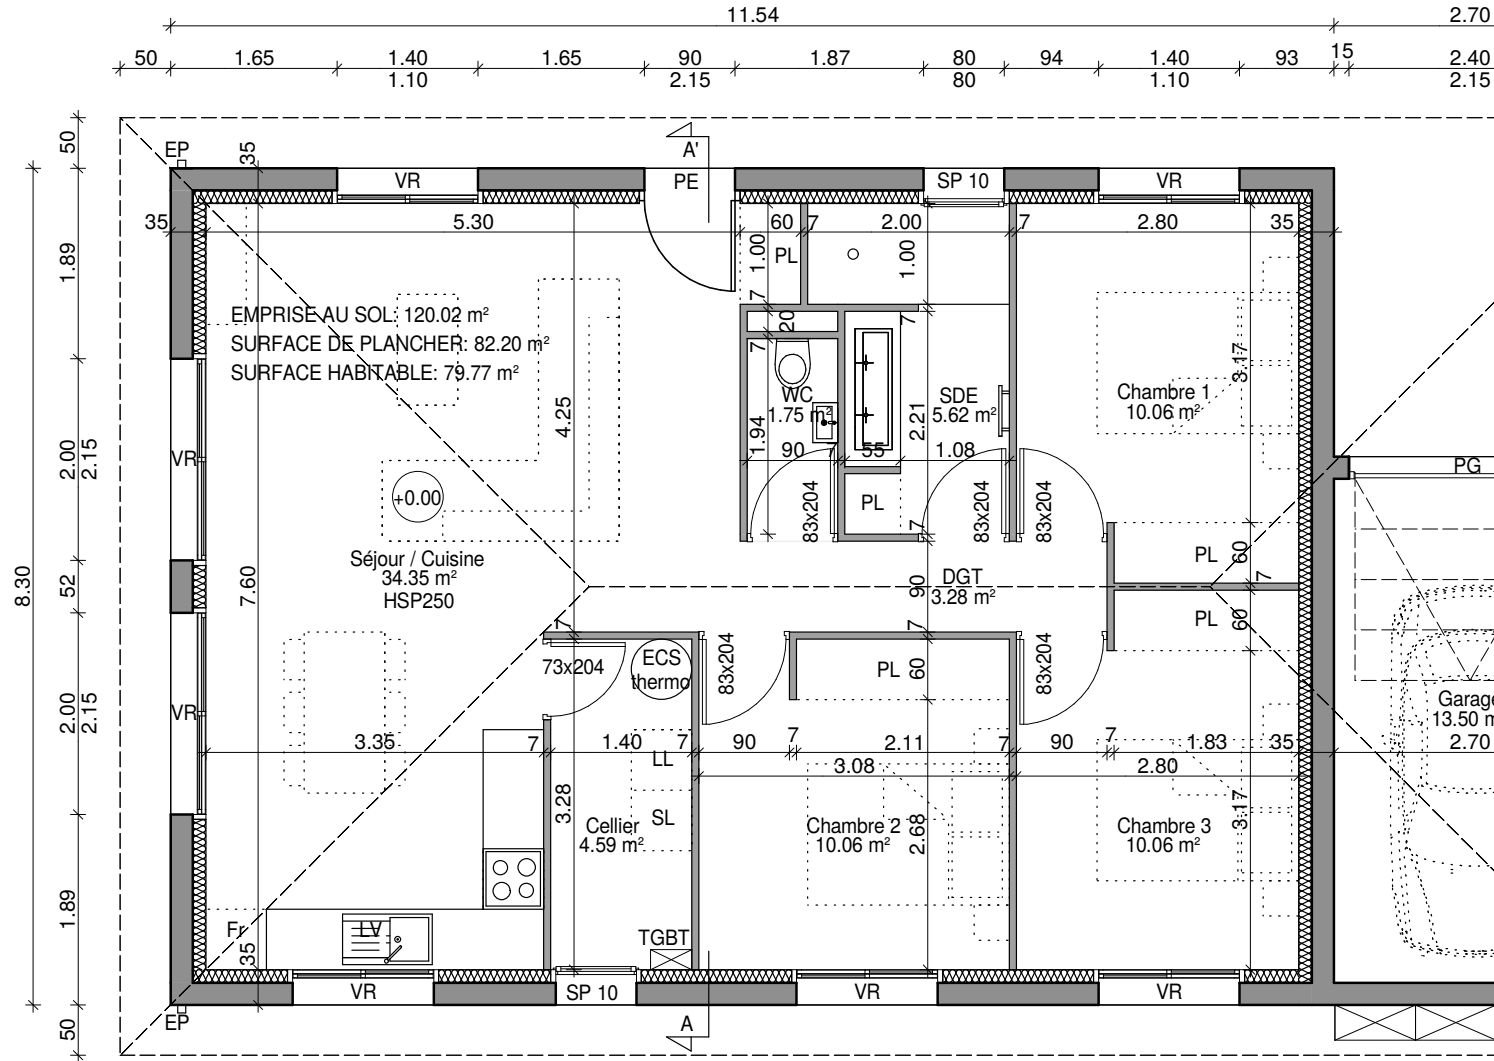 11.54
2.70
50
1.65
1.40
1.10
1.65
90
2.15
1.87
80
80
94
1.40
1.10
93
15
2.40
2.15
50
EP
35
VR
A'
PE
SP 10
VR
35
5.30
60
7
2.00
7
2.80
35
1.89
1.00
PL
1.00
7
20
7
7
EMPRISE AU SOL: 120.02 m²
SURFACE DE PLANCHER: 82.20 m²
SURFACE HABITABLE: 79.77 m²
3.17
4.25
WC
1.75 m²
SDE
5.62 m²
Chambre 1
10.06 m²
2.21
1.94
90
7
55
1.08
2.00
2.15
VR
PG
+0.00
83x204
PL
83x204
83x204
7
Séjour / Cuisine
34.35 m²
HSP250
8.30
52
7.60
90
DGT
3.28 m²
PL
60
7
PL
60
7
7
73x204
ECS
thermo
83x204
PL
60
83x204
2.00
2.15
VR
Garage
13.50 m
3.35
7
1.40
7
90
7
2.11
7
90
7
1.83
35
2.70
LL
3.08
2.80
3.28
SL
Cellier
4.59 m²
Chambre 2
10.06 m²
2.68
Chambre 3
10.06 m²
3.17
1.89
Fr
LV
35
TGBT
VR
SP 10
VR
VR
50
EP
A